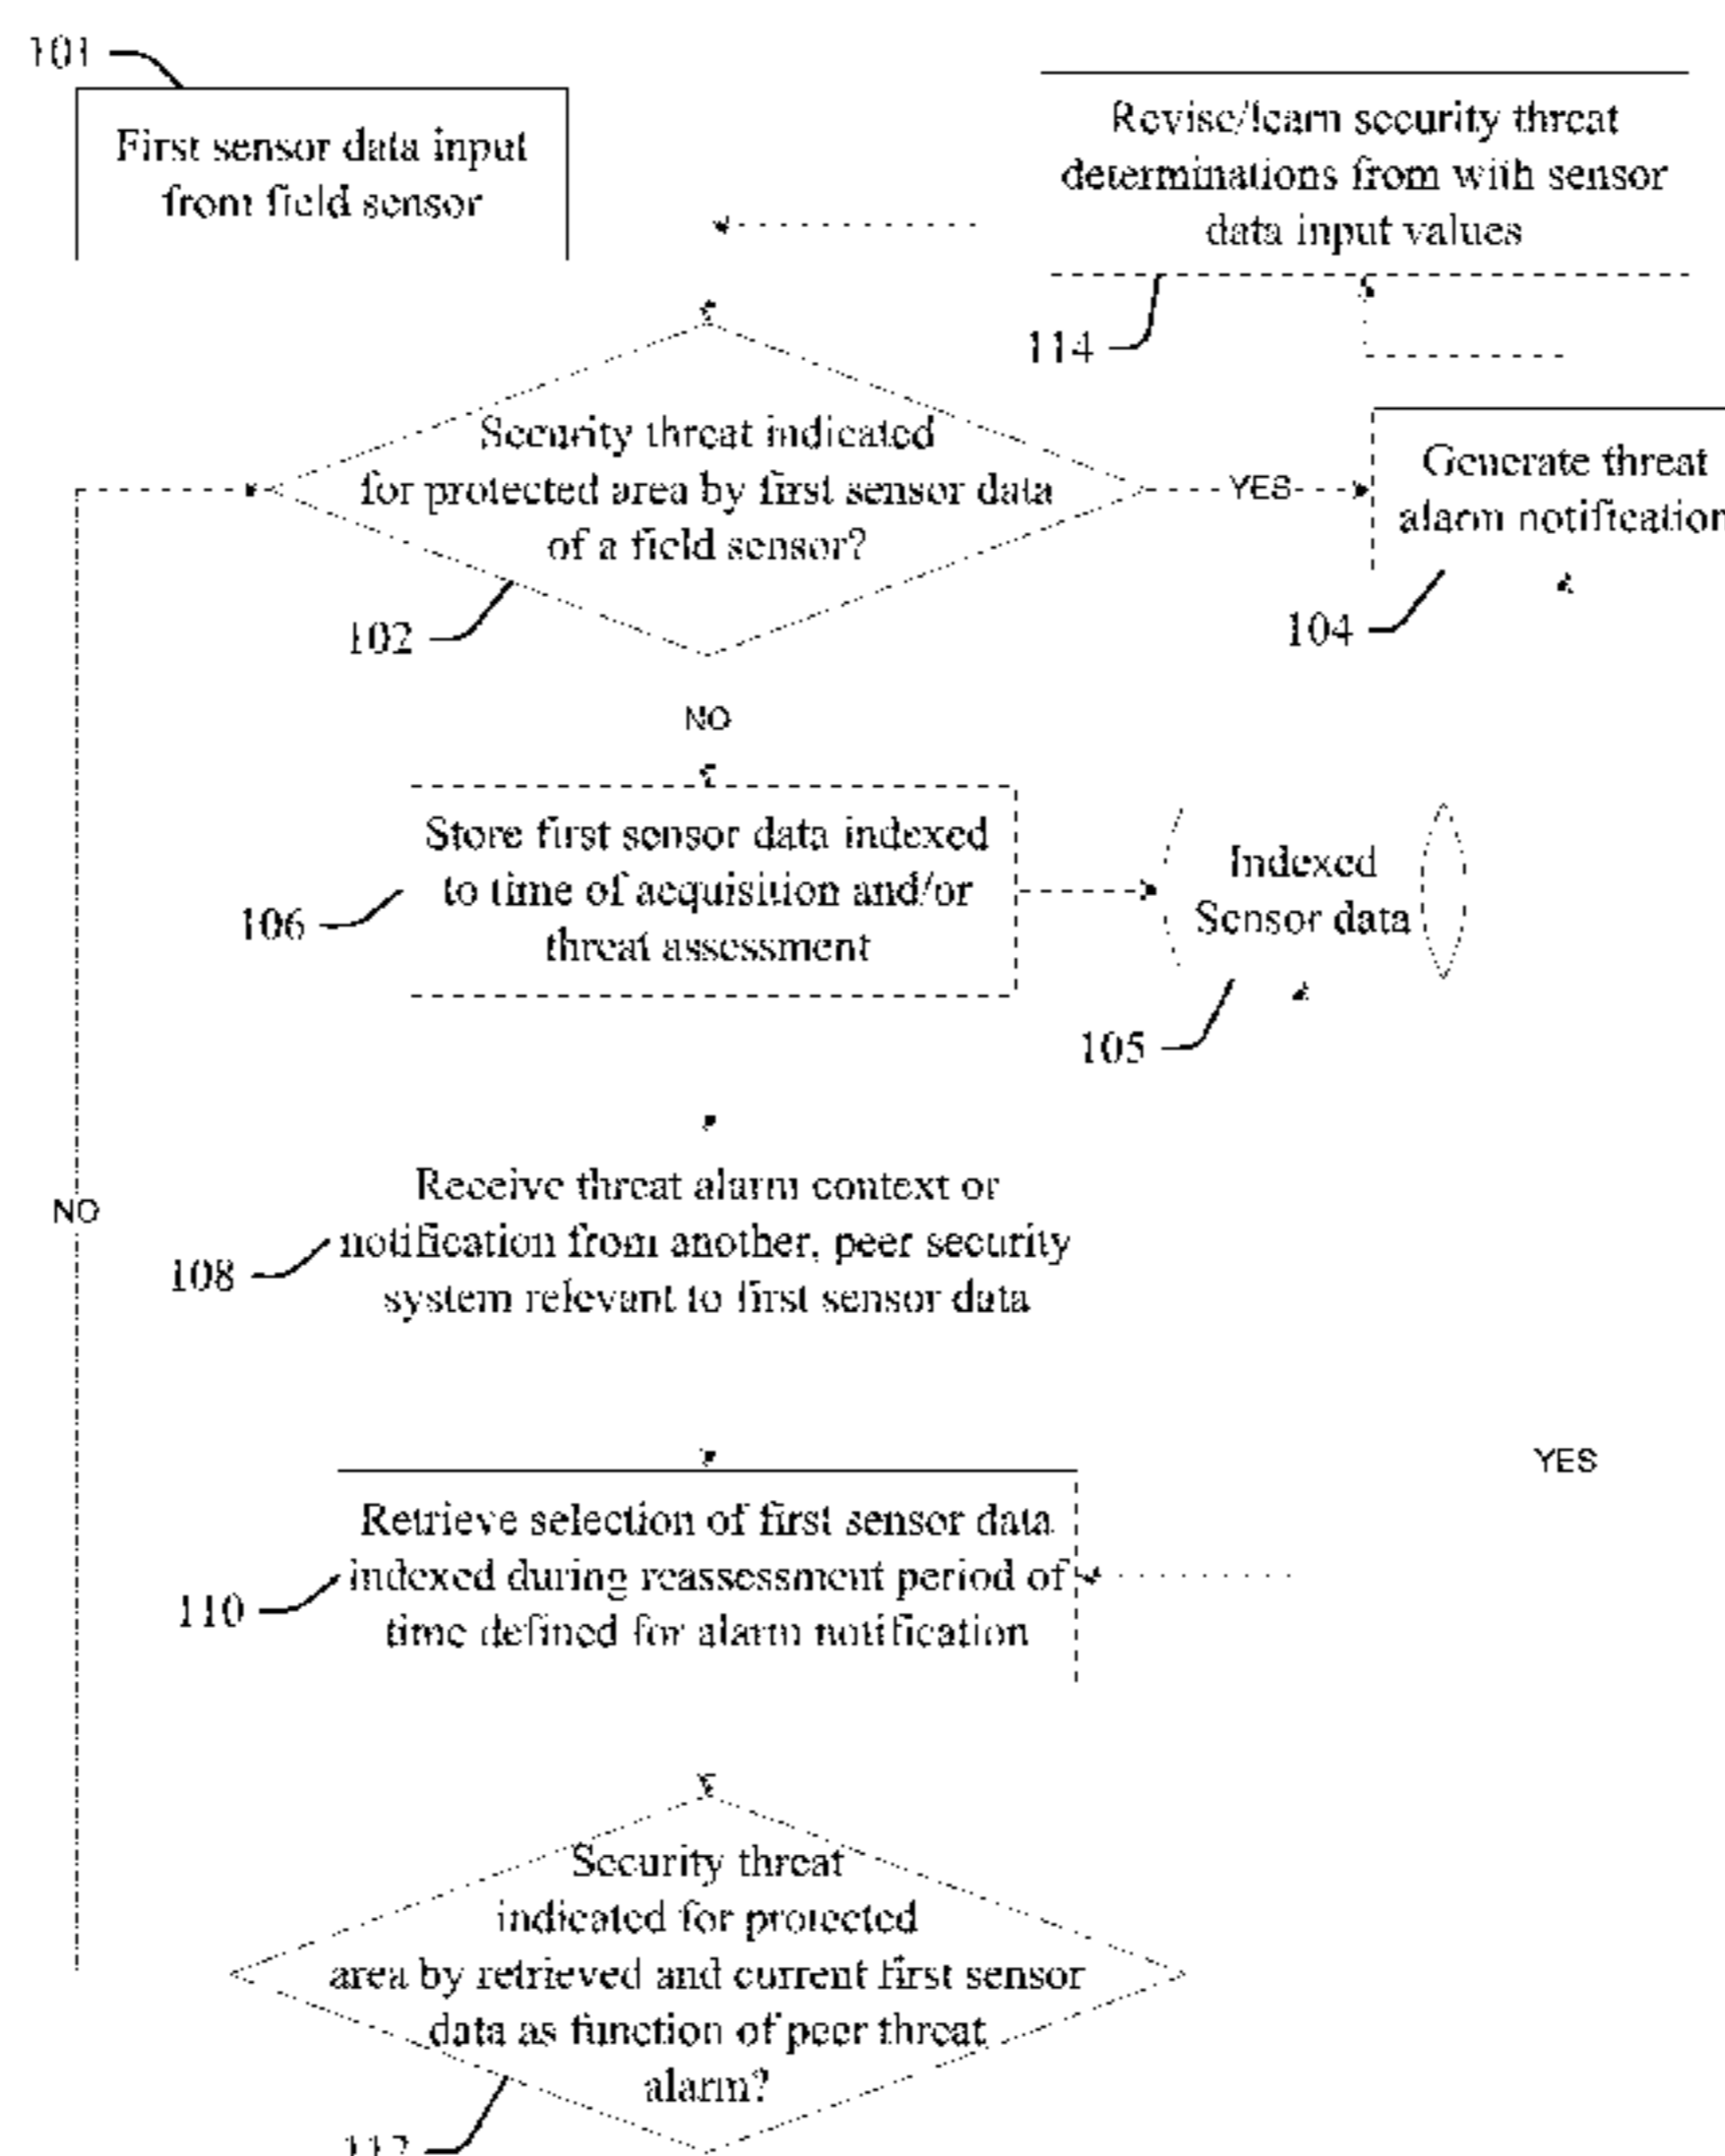 101
First sensor data input
from field sensor
Revise/learn security threat
determinations from with sensor
data input values
114
Security threat indicated
for protected area by first sensor data
of a field sensor?
YES
Generate threat
alarm notification
102
104
NO
Store first sensor data indexed
to time of acquisition and/or
threat assessment
106
Indexed
Sensor data
105
Receive threat alarm context or
notification from another, peer security
system relevant to first sensor data
108
NO
YES
Retrieve selection of first sensor data
indexed during reassessment period of
time defined for alarm notification
110
Security threat
indicated for protected
area by retrieved and current first sensor
data as function of peer threat
alarm?
112